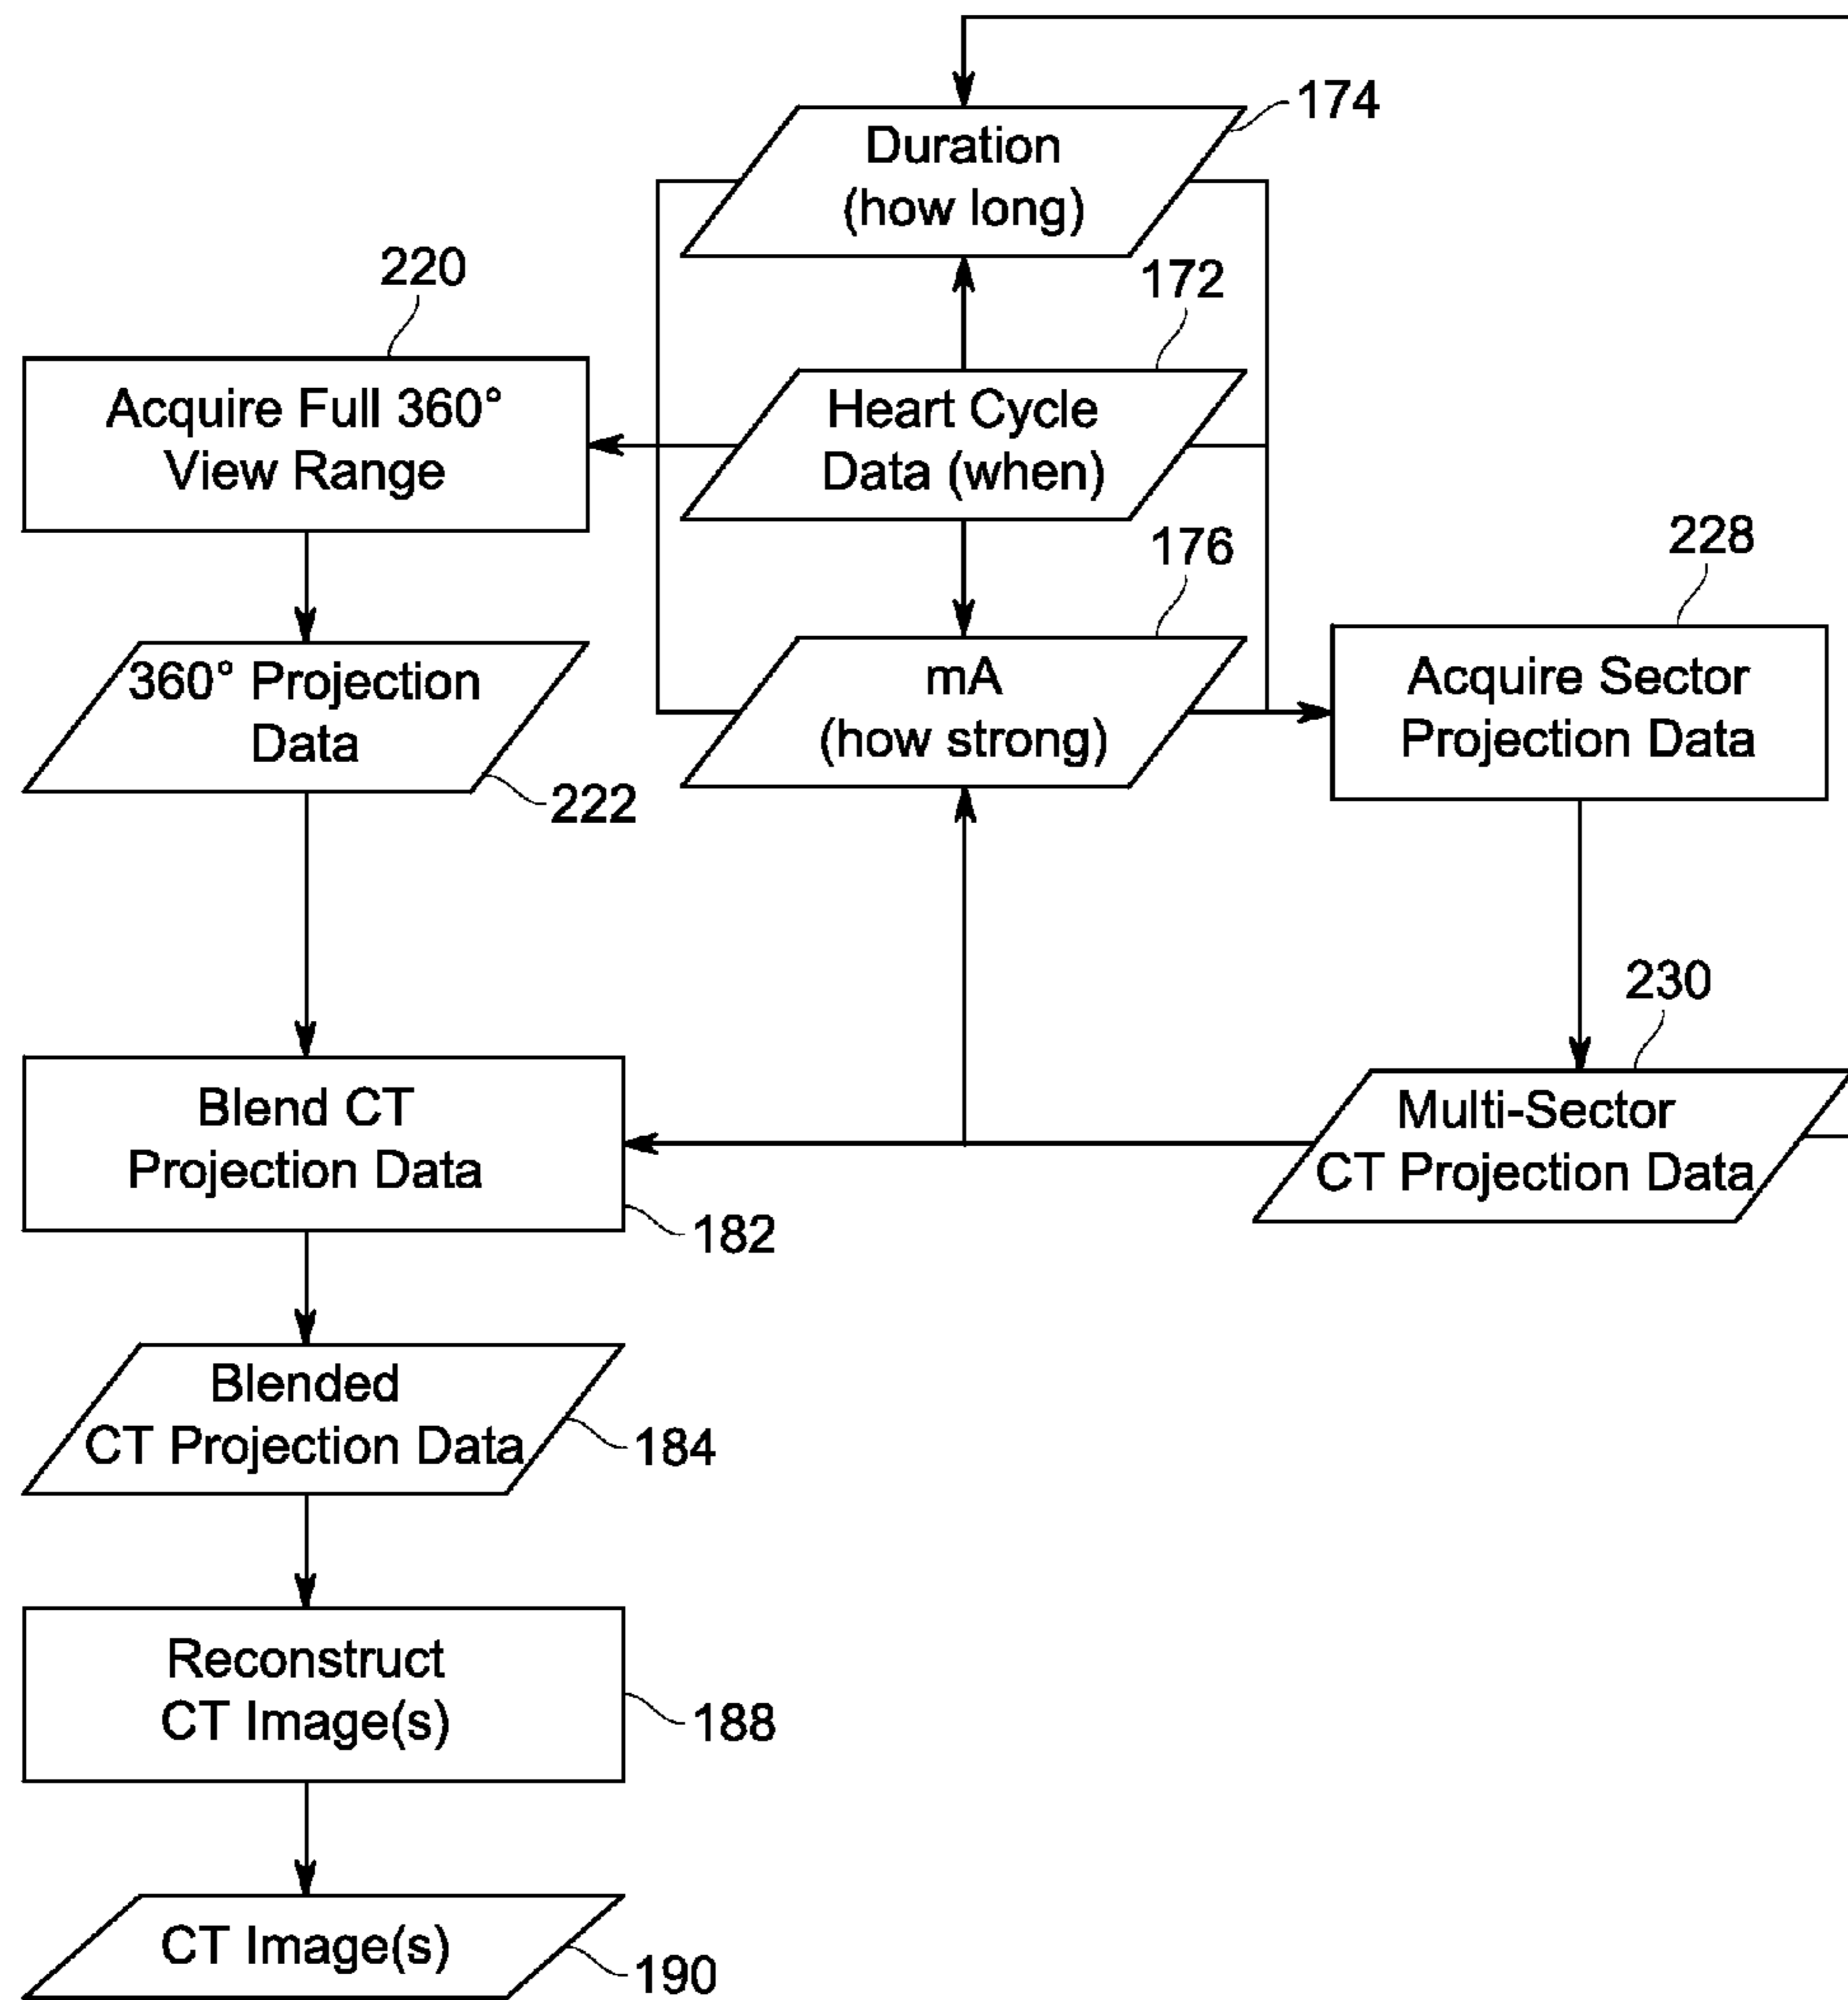 174
Duration
(how long)
220
172
Acquire Full 360°
View Range
Heart Cycle
Data (when)
176
228
360° Projection
Data
222
mA
(how strong)
Acquire Sector
Projection Data
230
Blend CT
Projection Data
182
Multi-Sector
CT Projection Data
Blended
CT Projection Data
184
Reconstruct
CT Image(s)
188
CT Image(s)
190